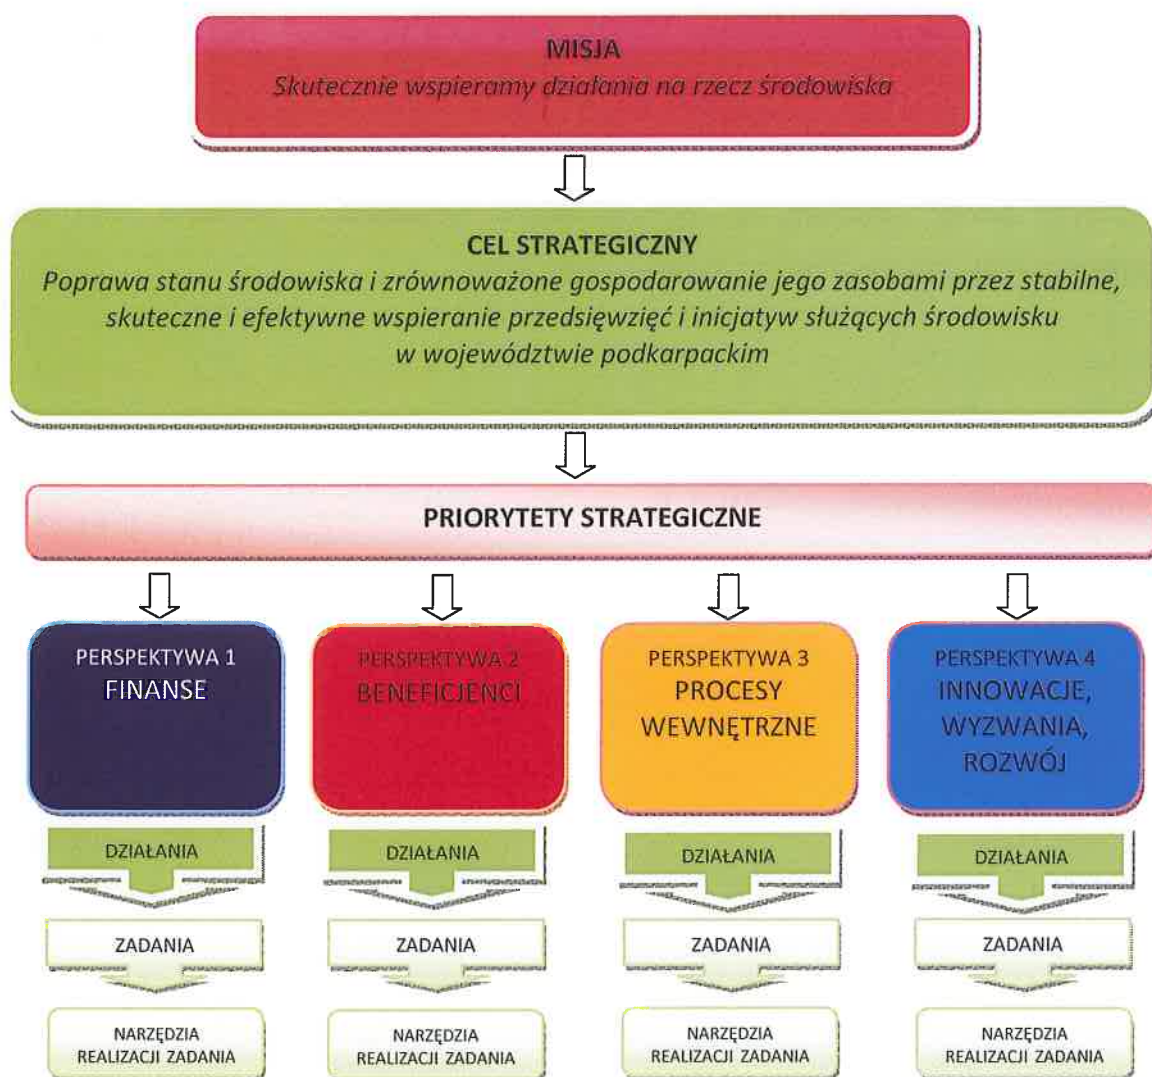 MISJA
Skutecznie wspieramy działania na rzecz środowiska
CEL STRATEGICZNY
Poprawa stanu środowiska i zrównoważone gospodarowanie jego zasobami przez stabilne,
skuteczne i efektywne wspieranie przedsięwzięć i inicjatyw służących środowisku
w województwie podkarpackim
PRIORYTETY STRATEGICZNE
PERSPEKTYWA 1
FINANSE
PERSPEKTYWA 2
BENEFICJENCI
PERSPEKTYWA 3
PROCESY
WEWNĘTRZNE
PERSPEKTYWA 4
INNOWACJE,
WYZWANIA,
ROZWÓJ
DZIAŁANIA
DZIAŁANIA
DZIAŁANIA
DZIAŁANIA
ZADANIA
ZADANIA
ZADANIA
ZADANIA
NARZĘDZIA
REALIZACJI ZADANIA
NARZĘDZIA
REALIZACJI ZADANIA
NARZĘDZIA
REALIZACJI ZADANIA
NARZĘDZIA
REALIZACJI ZADANIA